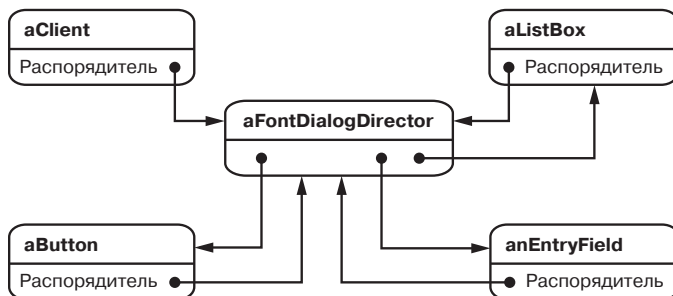 aClient
Распорядитель
aListBox
Распорядитель
aFontDialogDirector
aButton
Распорядитель
anEntryField
Распорядитель